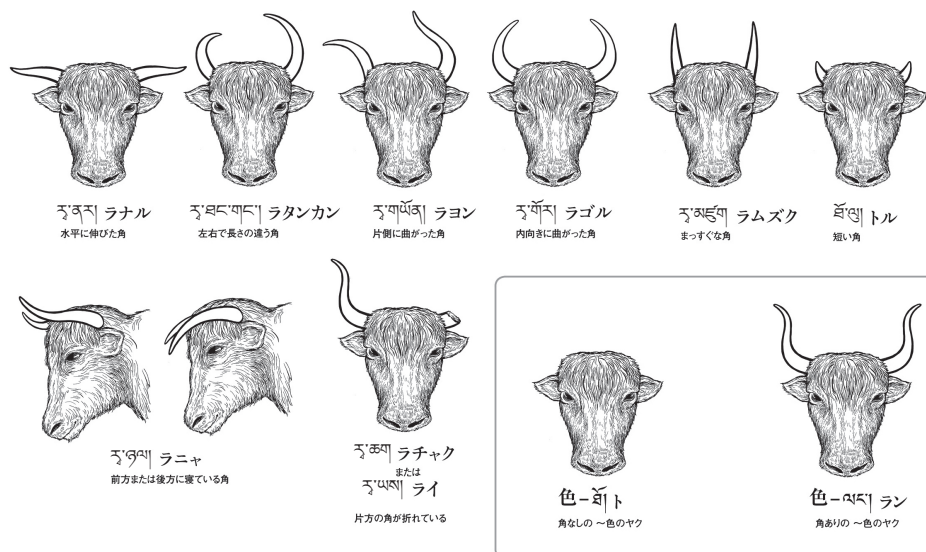 རྭ་ནར། ラナル
水平に伸びた角
རྭ་ཐང་གང་། ラタンカン
左右で長さの違う角
རྭ་གཡོན། ラヨン
片側に曲がった角
རྭ་གོར། ラゴル
内向きに曲がった角
རྭ་མཛུག ラムズク
まっすぐな角
ཐོ་ལུ། トル
短い角
རྭ་ཉལ། ラニャ
前方または後方に寝ている角
རྭ་ཆག ラチャク
または
རྭ་ཡས། ライ
片方の角が折れている
色－ཐོ། ト
角なしの 〜色のヤク
色－ལང་། ラン
角ありの 〜色のヤク